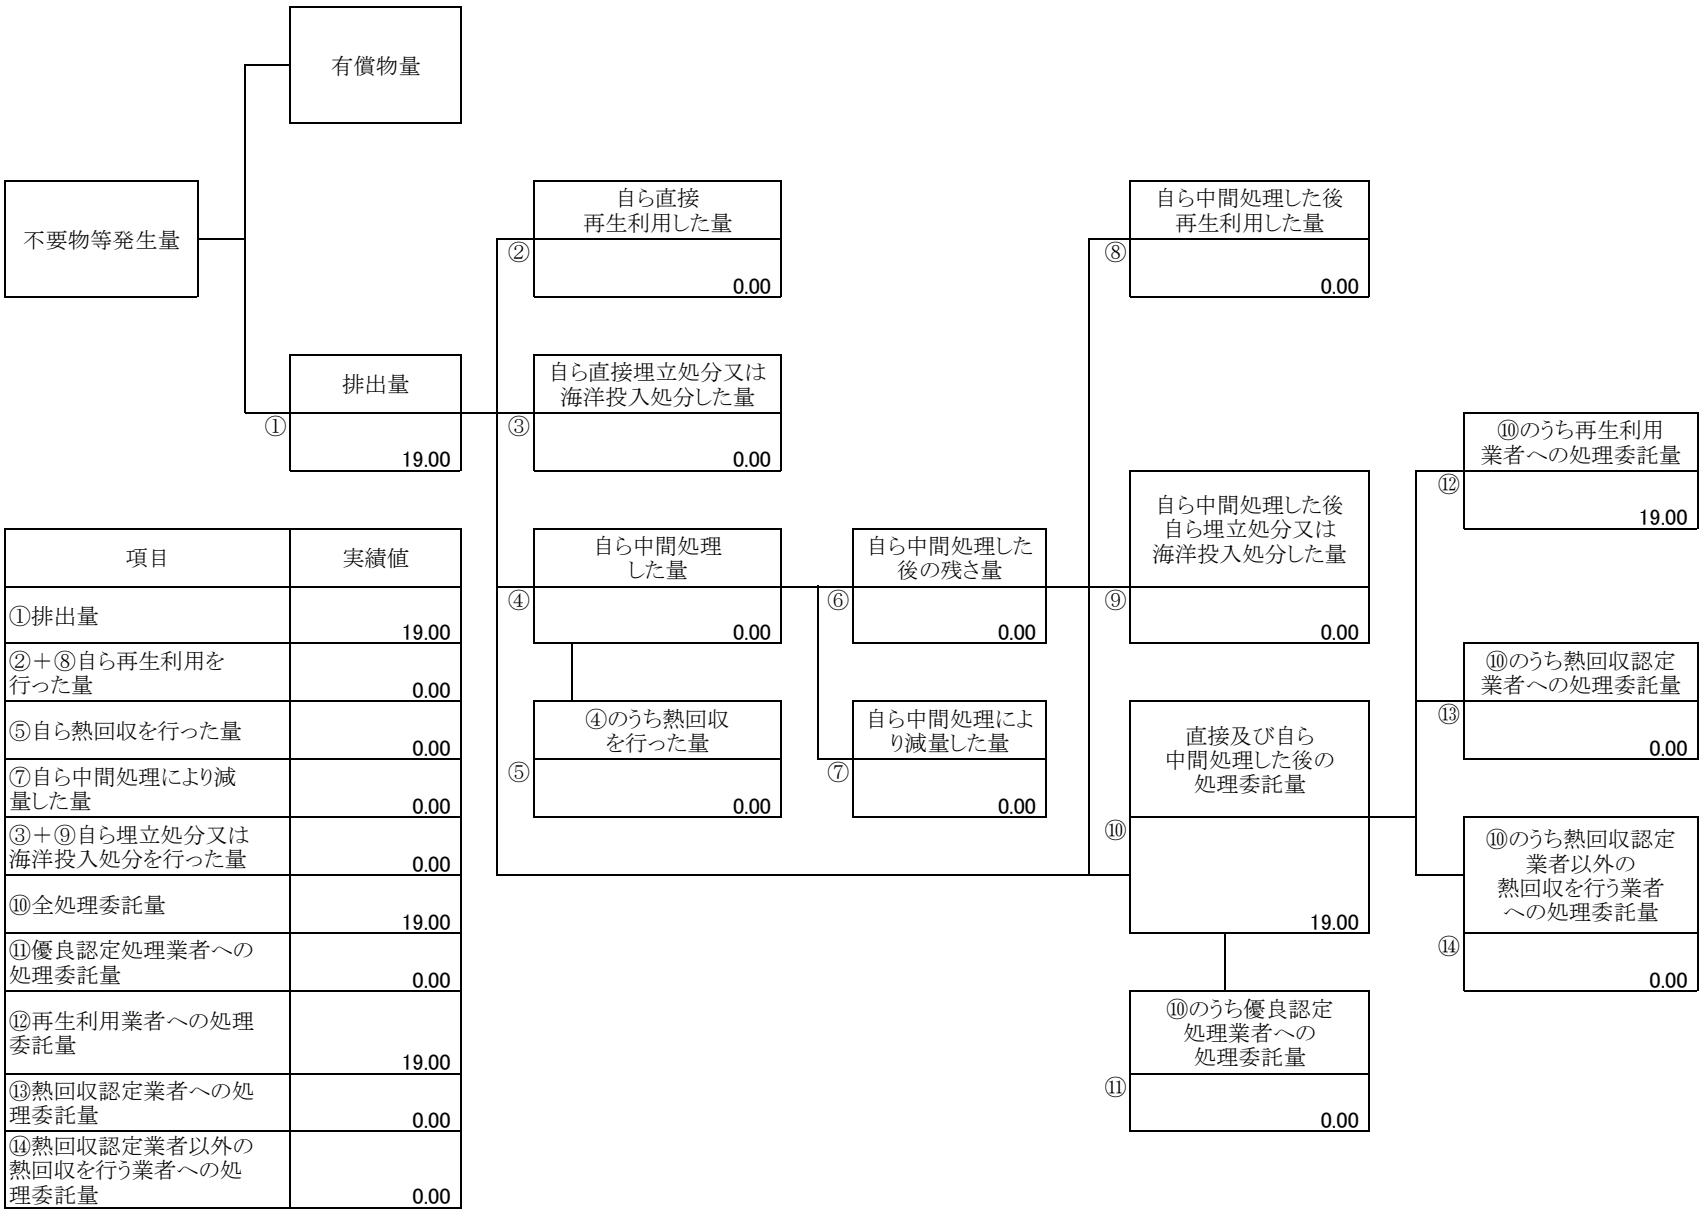 有償物量
不要物等発生量
自ら直接
再生利用した量
②
0.00
自ら中間処理した後
再生利用した量
⑧
0.00
排出量
①
19.00
自ら直接埋立処分又は
海洋投入処分した量
③
0.00
⑩のうち再生利用
業者への処理委託量
⑫
19.00
自ら中間処理
した量
④
0.00
自ら中間処理した
後の残さ量
⑥
0.00
自ら中間処理した後
自ら埋立処分又は
海洋投入処分した量
⑨
0.00
⑩のうち熱回収認定
業者への処理委託量
⑬
0.00
④のうち熱回収
を行った量
⑤
0.00
自ら中間処理によ
り減量した量
⑦
0.00
直接及び自ら
中間処理した後の
処理委託量
⑩
19.00
⑩のうち熱回収認定
業者以外の
熱回収を行う業者
への処理委託量
⑭
0.00
⑩のうち優良認定
処理業者への
処理委託量
⑪
0.00
項目 実績値
①排出量
19.00
②+⑧自ら再生利用を
行った量
0.00
⑤自ら熱回収を行った量
0.00
⑦自ら中間処理により減
量した量
0.00
③+⑨自ら埋立処分又は
海洋投入処分を行った量
0.00
⑩全処理委託量
19.00
⑪優良認定処理業者への
処理委託量
0.00
⑫再生利用業者への処理
委託量
19.00
⑬熱回収認定業者への処
理委託量
0.00
⑭熱回収認定業者以外の
熱回収を行う業者への処
理委託量
0.00